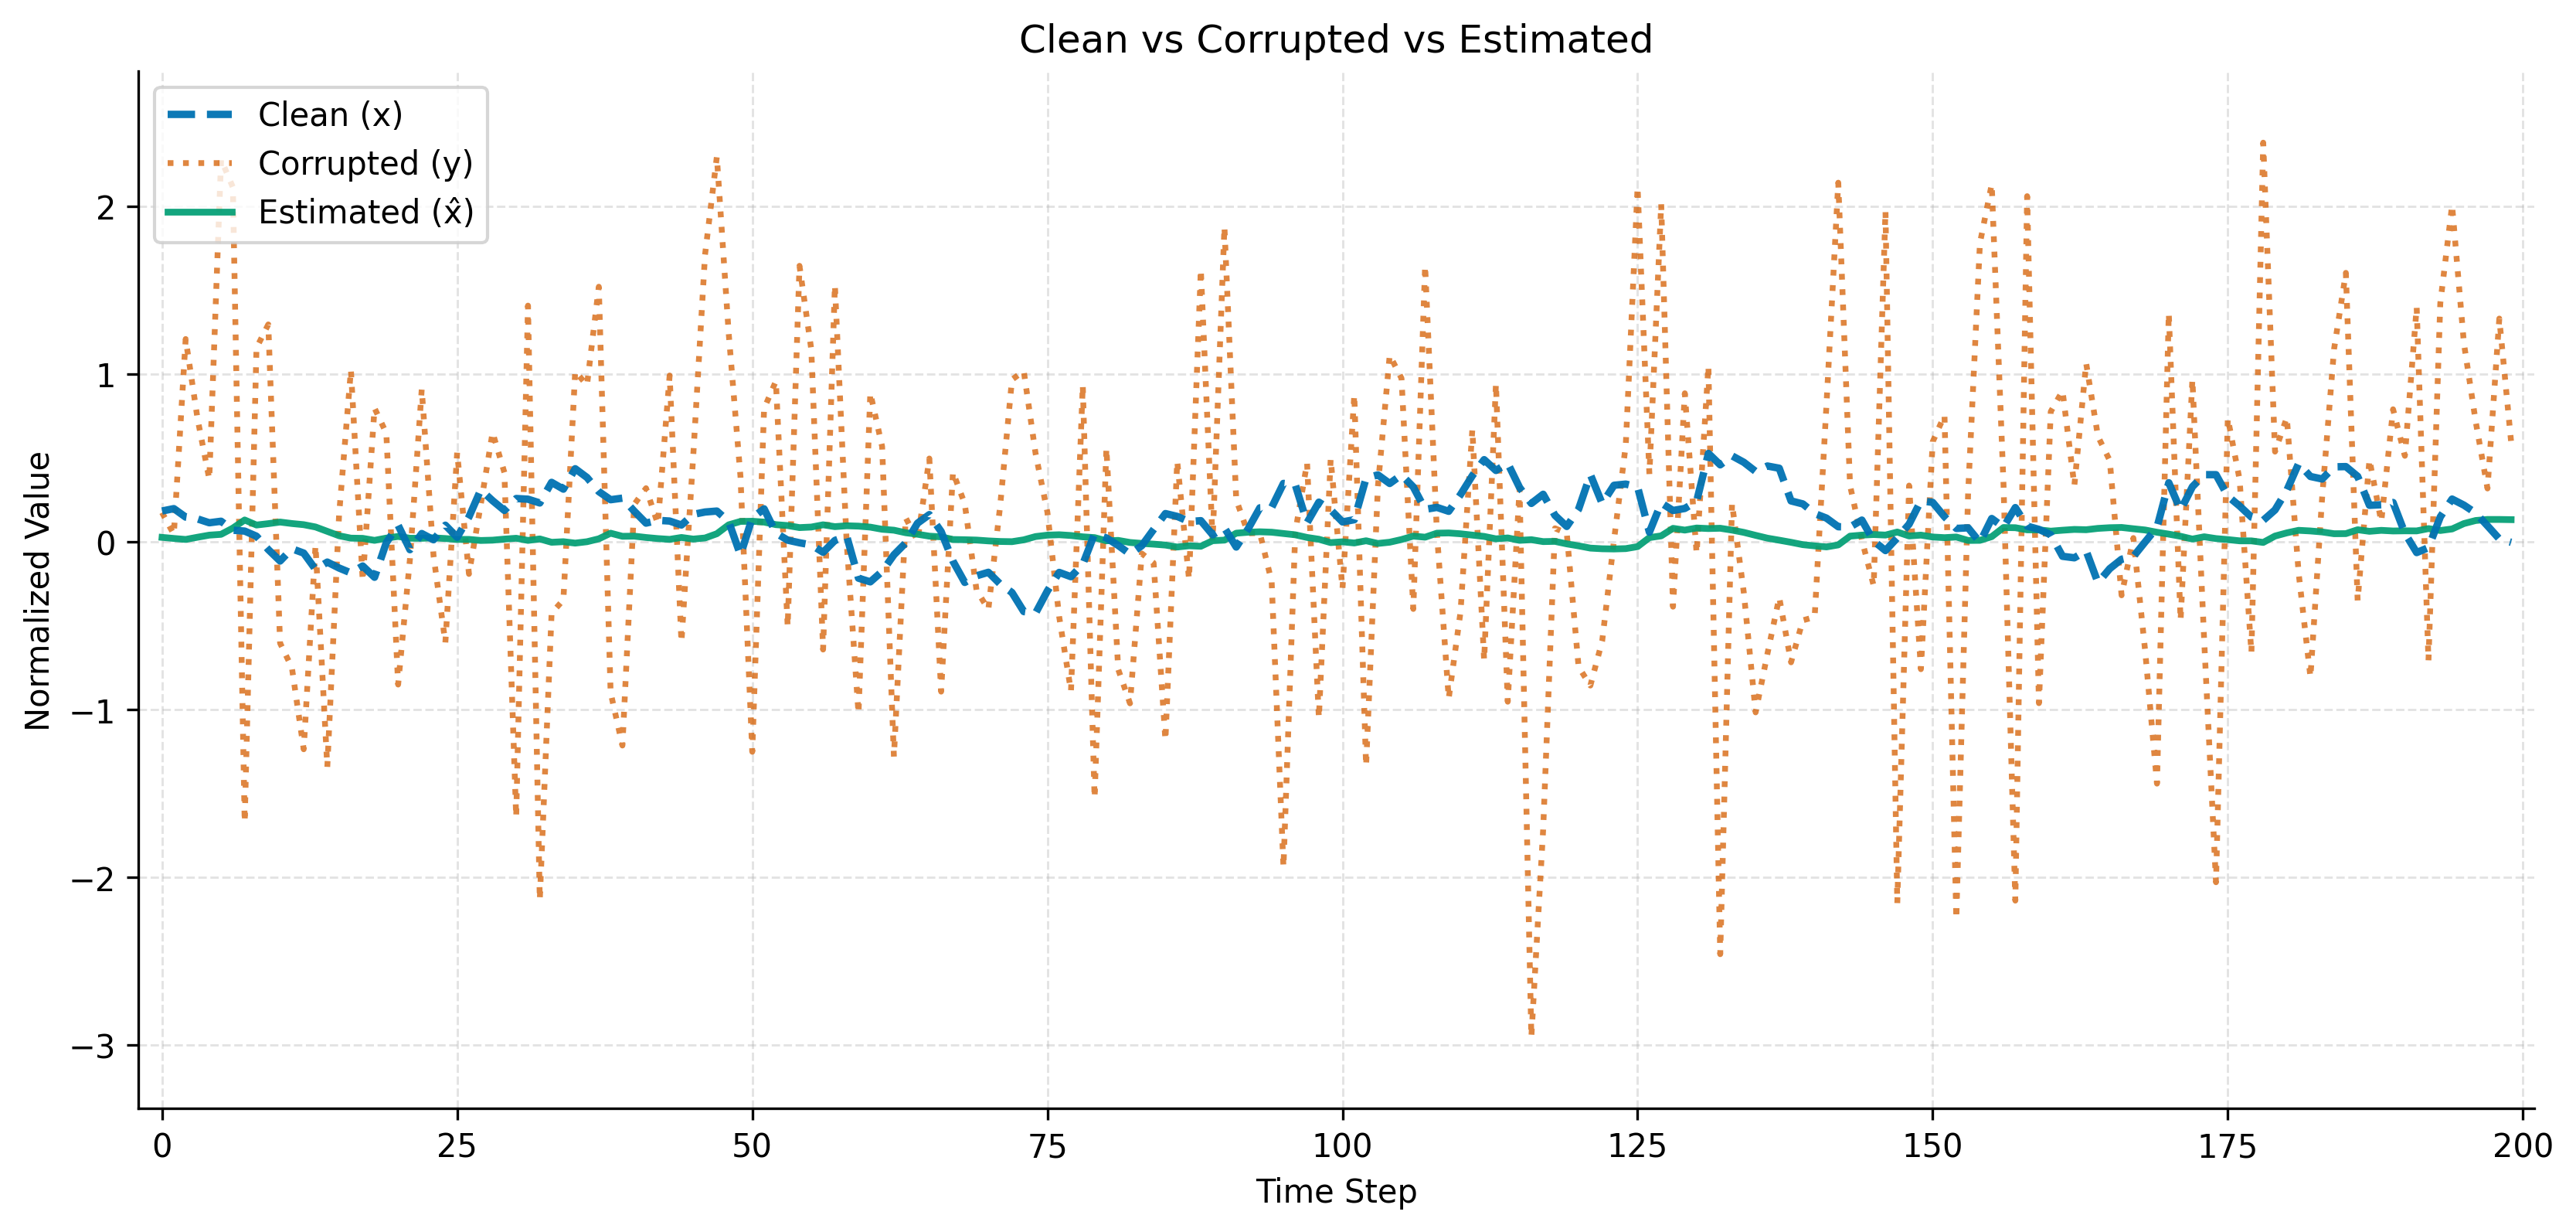 Clean vs Corrupted vs Estimated
Clean (x)
Corrupted (y)
Estimated (x̂)
Normalized Value
2
1
0
−1
−2
−3
0 25 50 75 100 125 150 175 200
Time Step